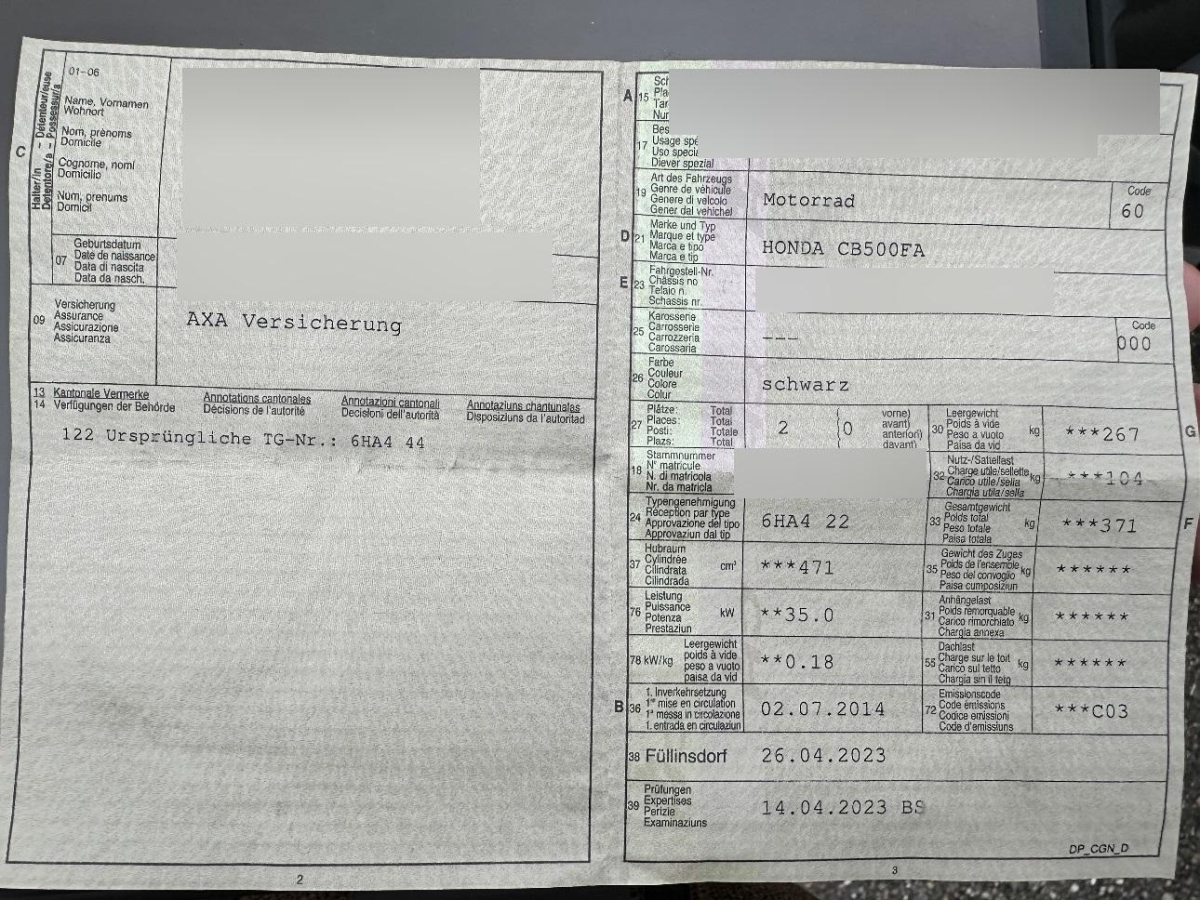 01-06
Halter/in - Détenteur/euse
Detentore/a - Possessur/a
C
Name, Vornamen
Wohnort
Nom, prénoms
Domicile
Cognome, nomi
Domicilio
Num, prenums
Domicil
07
Geburtsdatum
Date de naissance
Data di nascita
Data da nasch.
09
Versicherung
Assurance
Assicurazione
Assicuranza
AXA Versicherung
13 Kantonale Vermerke Annotations cantonales Annotazioni cantonali Annotaziuns chantunalas
14 Verfügungen der Behörde Décisions de l'autorité Decisioni dell'autorità Disposiziuns da l'autoritad
122 Ursprüngliche TG-Nr.: 6HA4 44
2
A 15
17
Diever spezial
19
Art des Fahrzeugs
Genre de véhicule
Genere di veicolo
Gener dal vehichel
Motorrad
Code
60
D 21
Marke und Typ
Marque et type
Marca e tipo
Marca e tip
HONDA CB500FA
E 23
Fahrgestell-Nr.
Châssis no
Telaio n.
Schassis nr.
25
Karosserie
Carrosserie
Carrozzeria
Carossaria
---
Code
000
26
Farbe
Couleur
Colore
Colur
schwarz
27
Plätze: Total
Places: Total
Posti: Totale
Plazs: Total
2 (0
vorne)
avant)
anteriori)
davant)
30
Leergewicht
Poids à vide
Peso a vuoto
Paisa da vid
kg
***267
G
18
Stammnummer
N° matricule
N. di matricola
Nr. da matricla
32
Nutz-/Sattellast
Charge utile/sellette
Carico utile/sella
Chargia utila/sella
kg
***104
24
Typengenehmigung
Réception par type
Approvazione del tipo
Approvaziun dal tip
6HA4 22
33
Gesamtgewicht
Poids total
Peso totale
Paisa totala
kg
***371
F
37
Hubraum
Cylindrée
Cilindrata
Cilindrada
cm³
***471
35
Gewicht des Zuges
Poids de l'ensemble
Peso del convoglio
Paisa cumposiziun
kg
******
76
Leistung
Puissance
Potenza
Prestaziun
kW
**35.0
31
Anhängelast
Poids remorquable
Carico rimorchiato
Chargia annexa
kg
******
78 kW/kg
Leergewicht
poids à vide
peso a vuoto
paisa da vid
**0.18
55
Dachlast
Charge sur le toit
Carico sul tetto
Chargia sin il tetg
kg
******
B 36
1. Inverkehrsetzung
1re mise en circulation
1a messa in circolazione
1. entrada en circulaziun
02.07.2014
72
Emissionscode
Code émissions
Codice emissioni
Code d'emissiuns
***C03
38 Füllinsdorf 26.04.2023
39
Prüfungen
Expertises
Perizie
Examinaziuns
14.04.2023 BS
DP_CGN_D
3